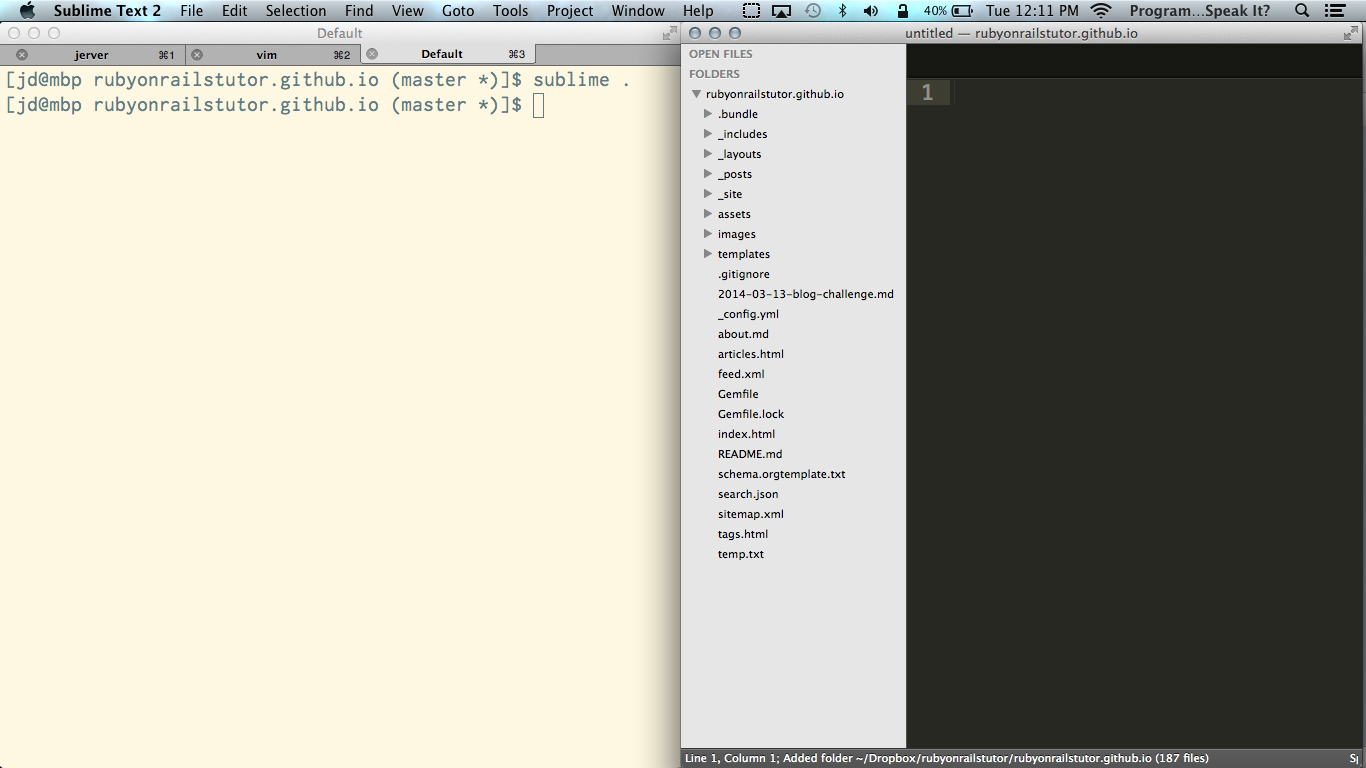 Sublime Text 2 File Edit Selection Find View Goto Tools Project Window Help 40% Tue 12:11 PM Program...Speak It?
Default
jerver ⌘1 vim ⌘2 Default ⌘3
[jd@mbp rubyonrailstutor.github.io (master *)]$ sublime .
[jd@mbp rubyonrailstutor.github.io (master *)]$
untitled — rubyonrailstutor.github.io
OPEN FILES
FOLDERS
rubyonrailstutor.github.io
.bundle
_includes
_layouts
_posts
_site
assets
images
templates
.gitignore
2014-03-13-blog-challenge.md
_config.yml
about.md
articles.html
feed.xml
Gemfile
Gemfile.lock
index.html
README.md
schema.orgtemplate.txt
search.json
sitemap.xml
tags.html
temp.txt
1
Line 1, Column 1; Added folder ~/Dropbox/rubyonrailstutor/rubyonrailstutor.github.io (187 files)